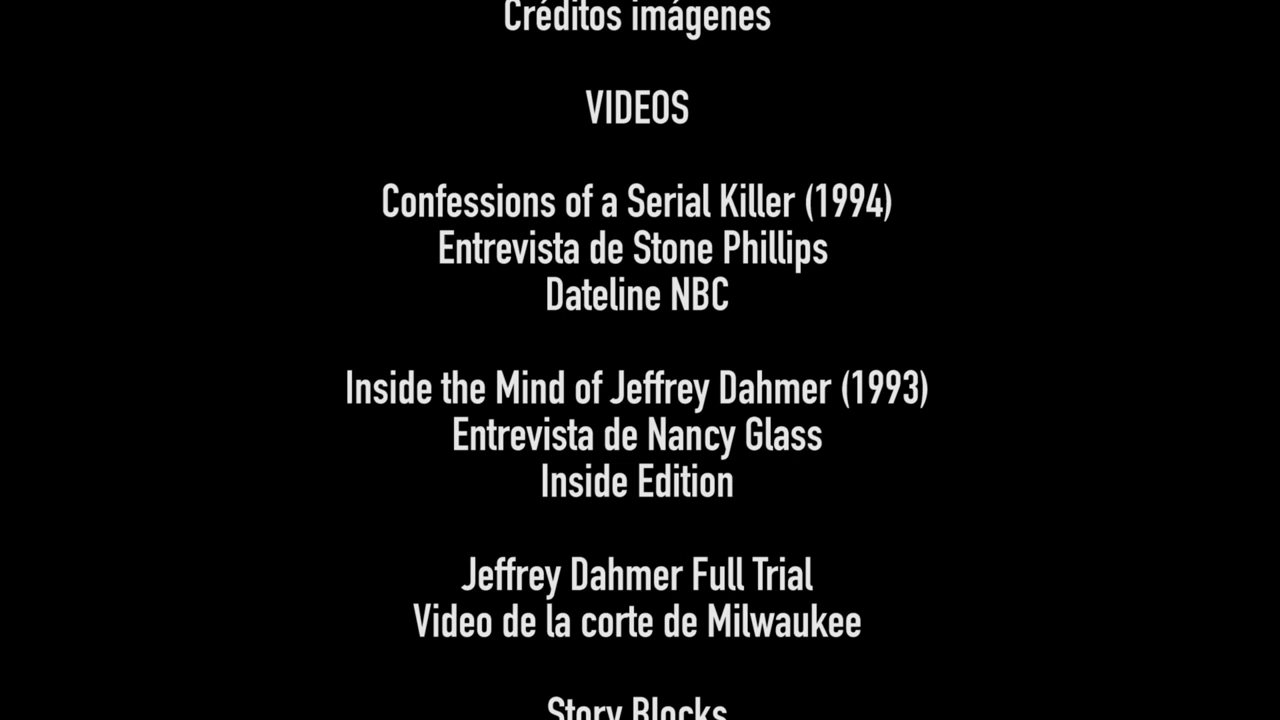 Créditos imágenes
VIDEOS
Confessions of a Serial Killer (1994)
Entrevista de Stone Phillips
Dateline NBC
Inside the Mind of Jeffrey Dahmer (1993)
Entrevista de Nancy Glass
Inside Edition
Jeffrey Dahmer Full Trial
Video de la corte de Milwaukee
Story Blocks